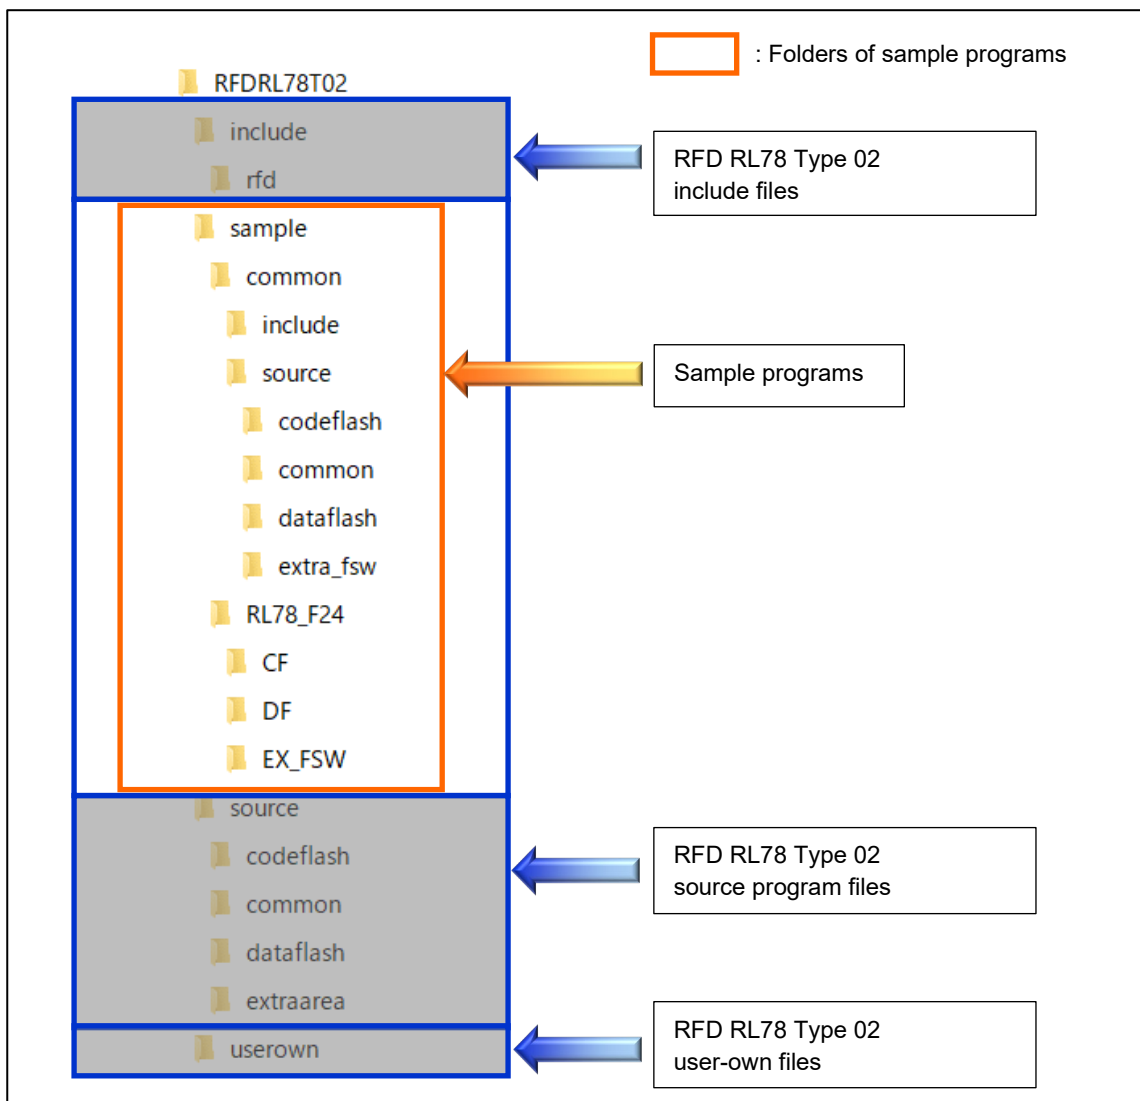 : Folders of sample programs
RFDRL78T02
include
rfd
RFD RL78 Type 02
include files
sample
common
include
source
Sample programs
codeflash
common
dataflash
extra_fsw
RL78_F24
CF
DF
EX_FSW
source
codeflash
common
dataflash
extraarea
RFD RL78 Type 02
source program files
userown
RFD RL78 Type 02
user-own files